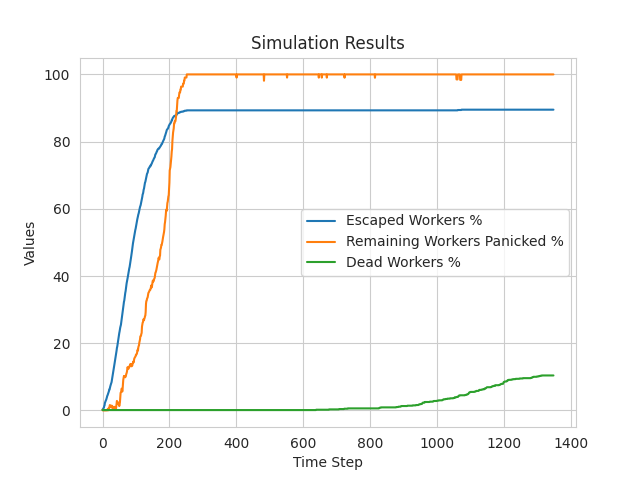 Simulation Results
100
80
60
40
20
0
Values
Escaped Workers %
Remaining Workers Panicked %
Dead Workers %
0 200 400 600 800 1000 1200 1400
Time Step